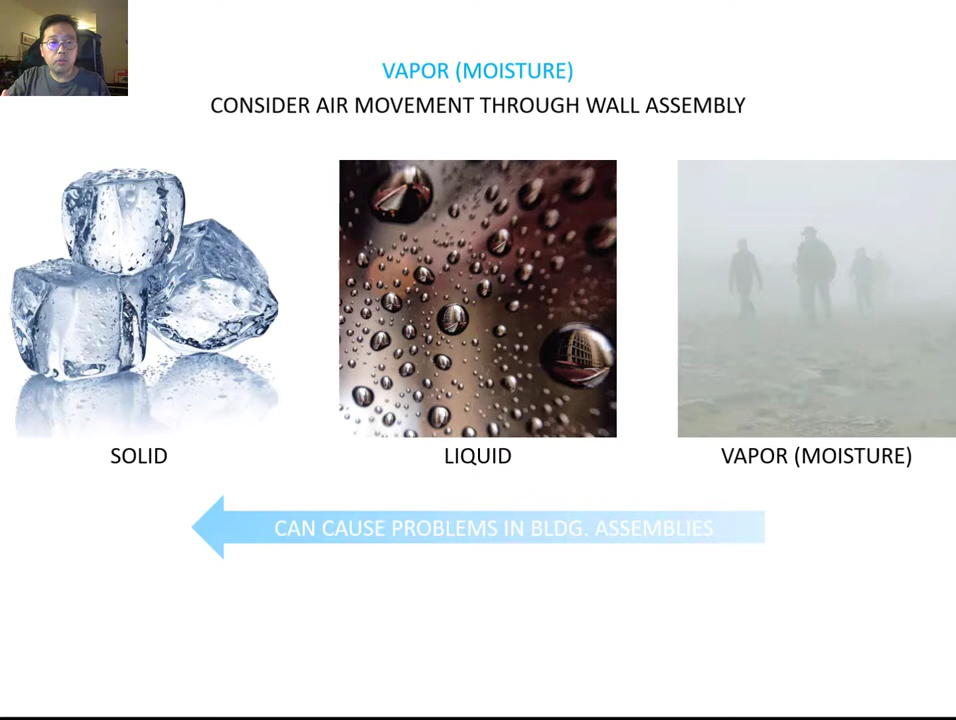 VAPOR (MOISTURE)
CONSIDER AIR MOVEMENT THROUGH WALL ASSEMBLY
SOLID
LIQUID
VAPOR (MOISTURE)
CAN CAUSE PROBLEMS IN BLDG. ASSEMBLIES